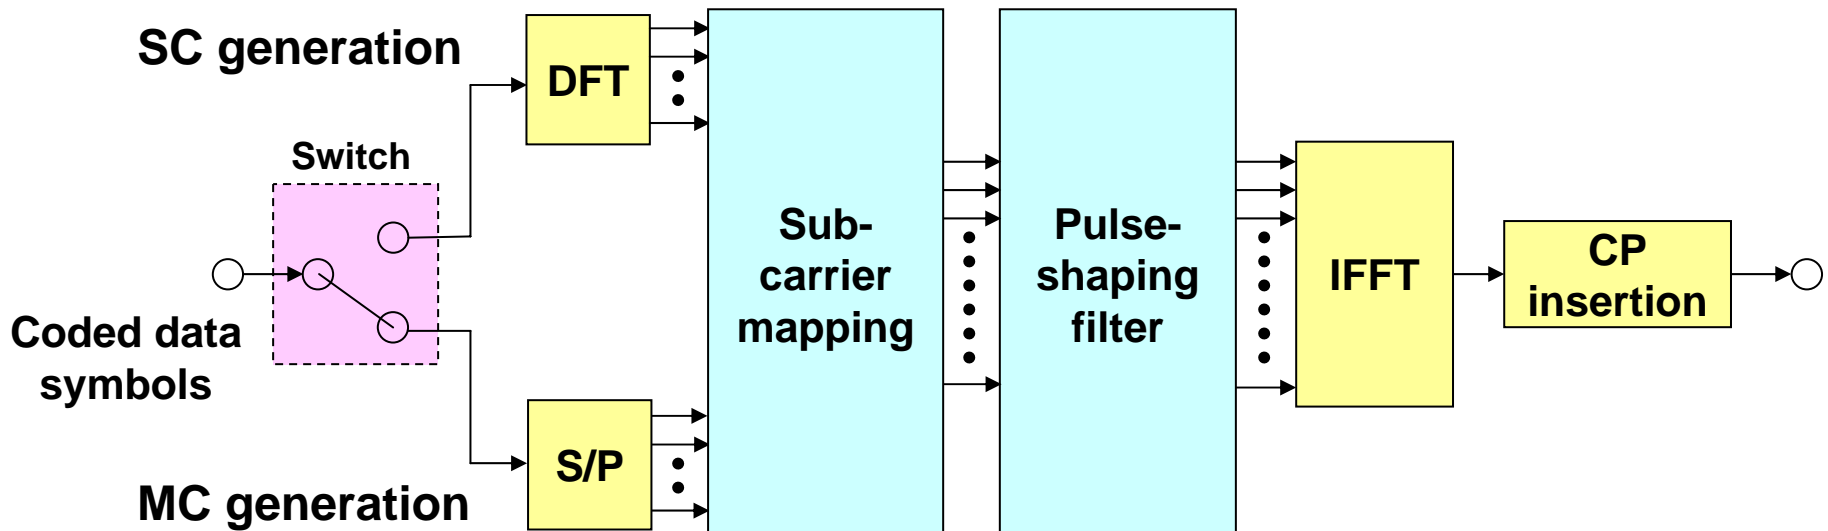 SC generation
DFT
Switch
Coded data
symbols
S/P
MC generation
Sub-
carrier
mapping
Pulse-
shaping
filter
IFFT
CP
insertion